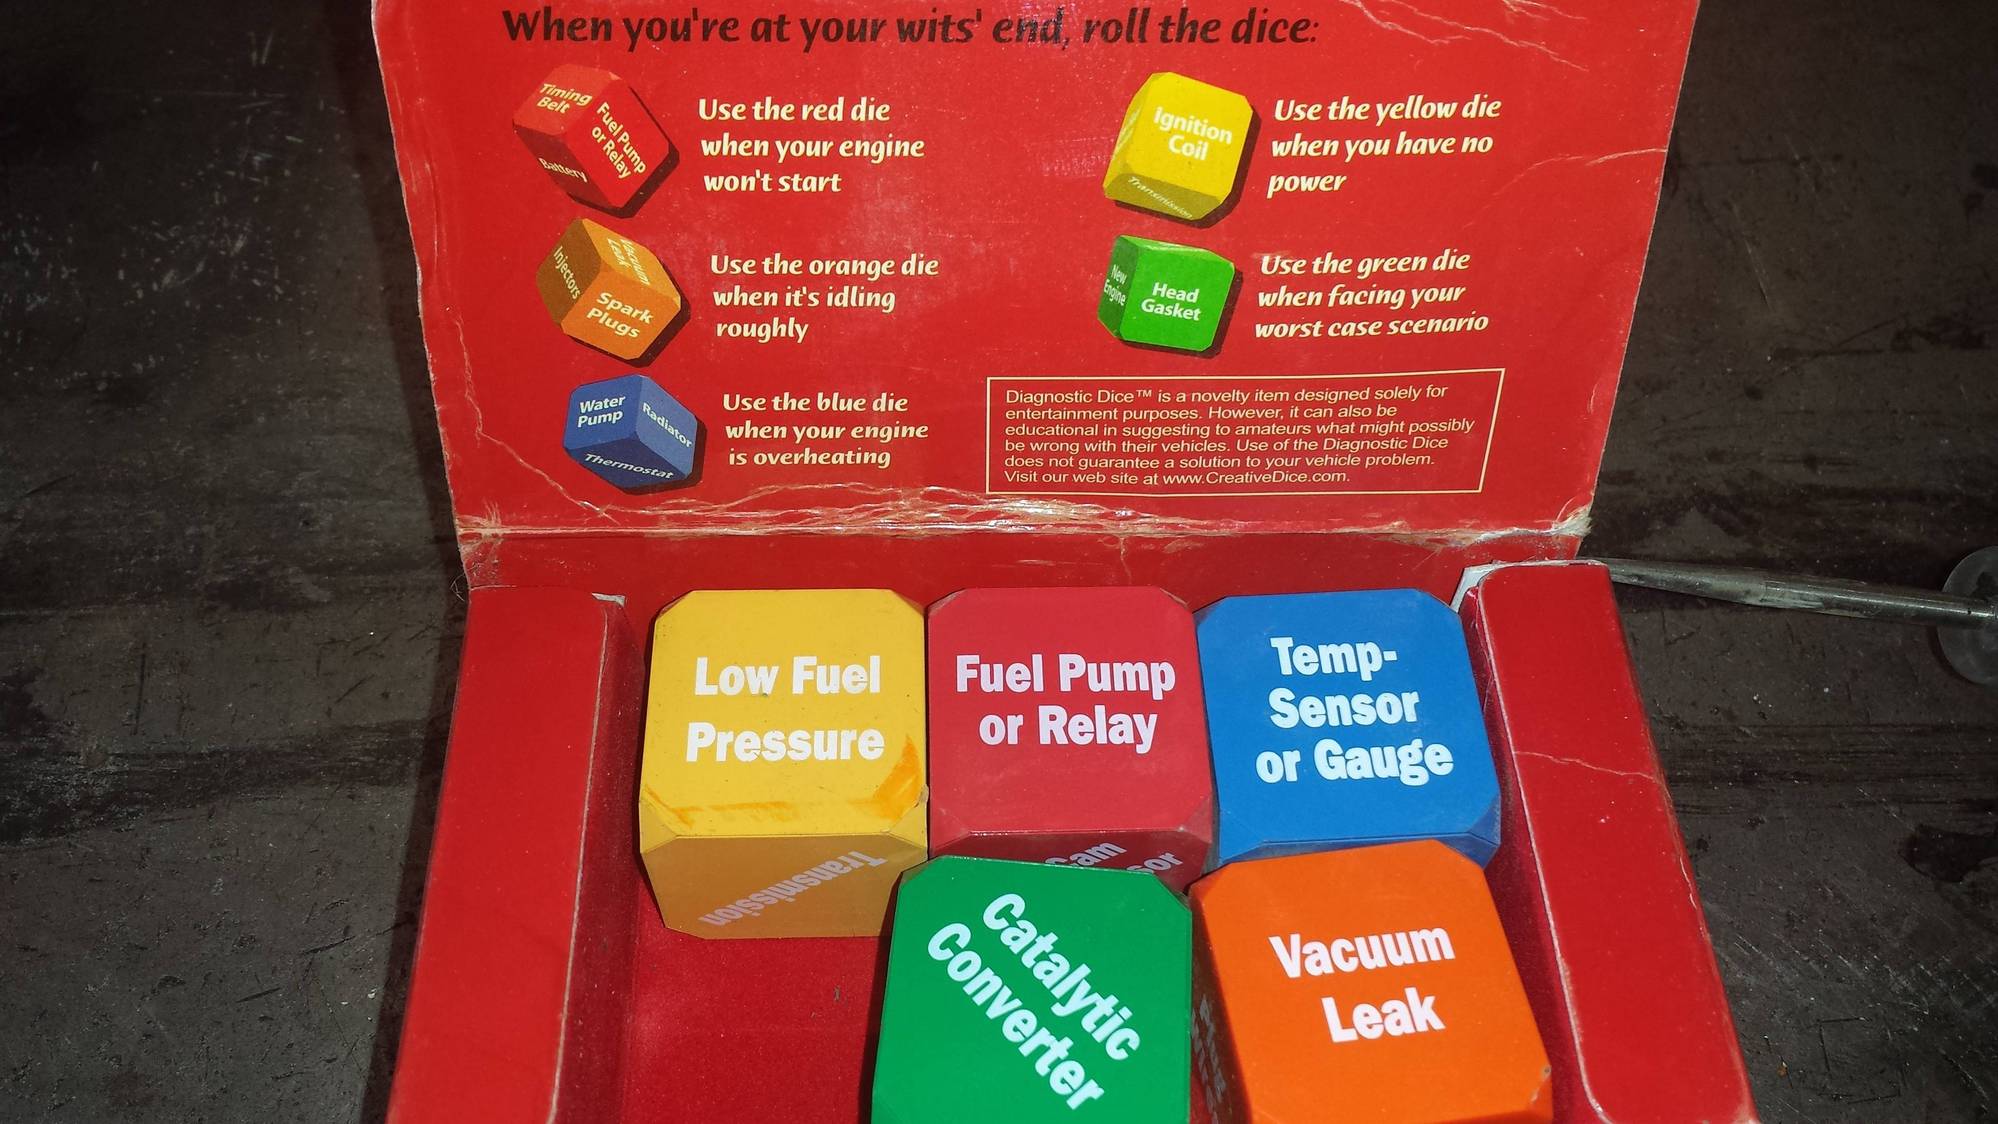 When you're at your wits' end, roll the dice:
Timing
Belt
Fuel Pump
or Relay
Battery
Use the red die
when your engine
won't start
Ignition
Coil
Transmission
Use the yellow die
when you have no
power
Injectors
Vacuum
Leak
Spark
Plugs
Use the orange die
when it's idling
roughly
New
Engine
Head
Gasket
Use the green die
when facing your
worst case scenario
Water
Pump
Radiator
Thermostat
Use the blue die
when your engine
is overheating
Diagnostic Dice™ is a novelty item designed solely for
entertainment purposes. However, it can also be
educational in suggesting to amateurs what might possibly
be wrong with their vehicles. Use of the Diagnostic Dice
does not guarantee a solution to your vehicle problem.
Visit our web site at www.CreativeDice.com.
Low Fuel
Pressure
Transmission
Fuel Pump
or Relay
Cam
Temp-
Sensor
or Gauge
Catalytic
Converter
Vacuum
Leak